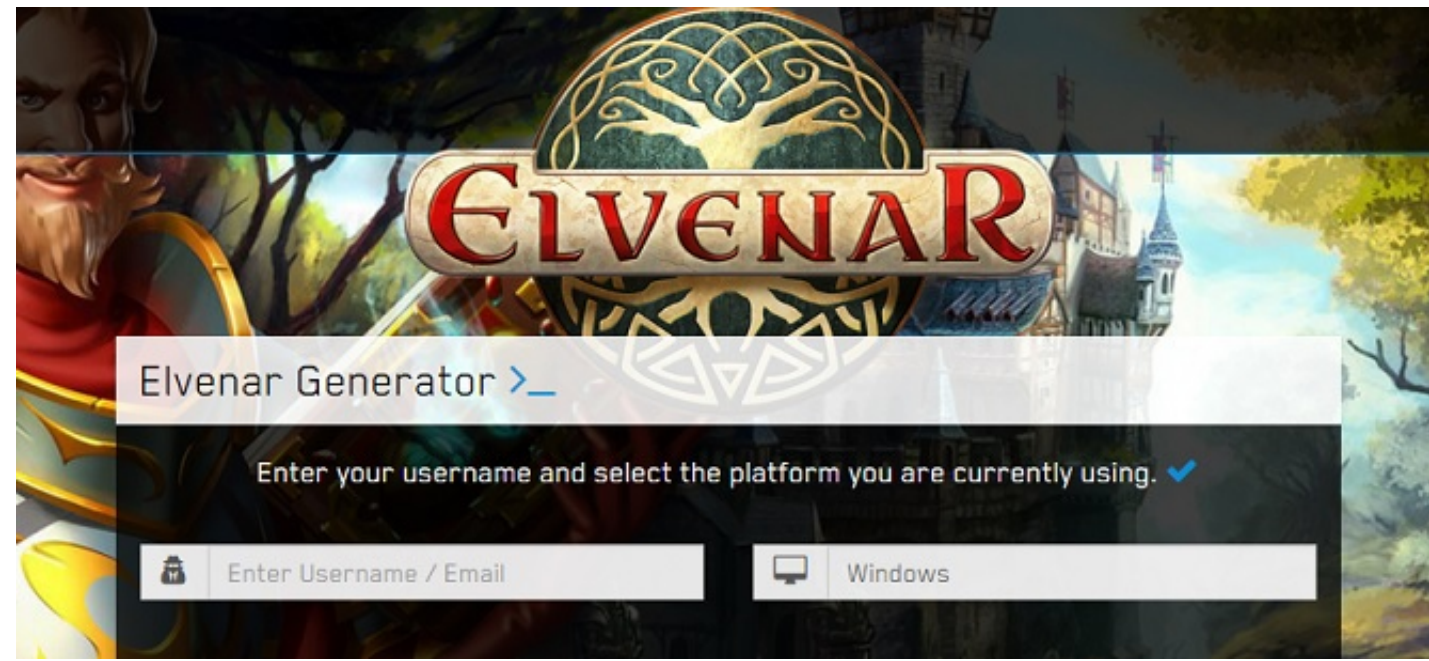 ELVENAR
Elvenar Generator >_
Enter your username and select the platform you are currently using.
Enter Username / Email
Windows